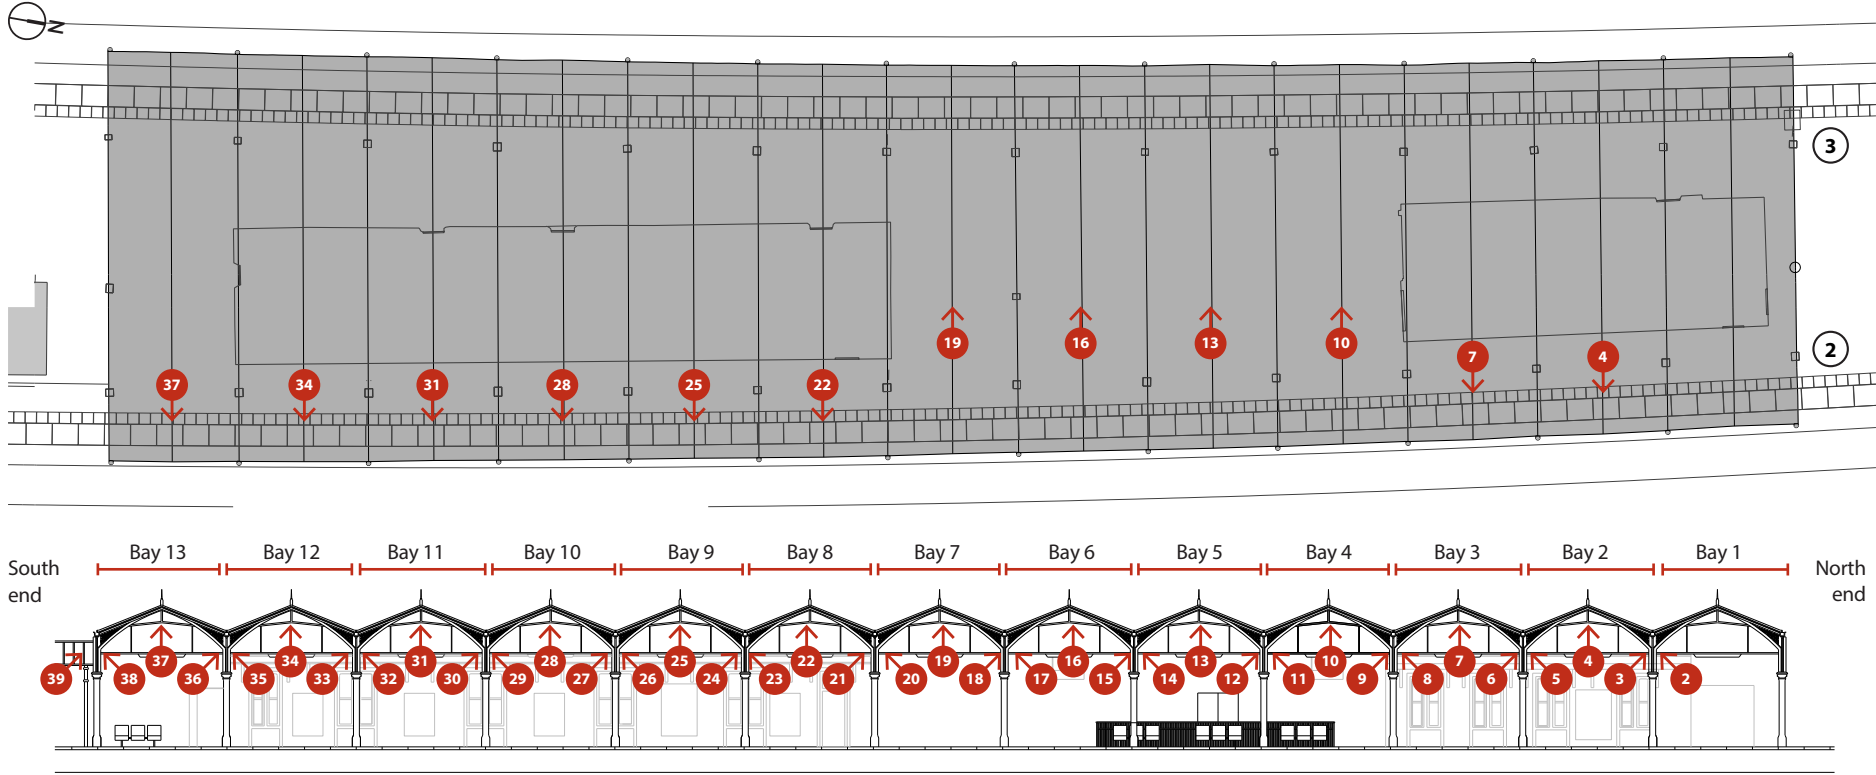 N
3
2
19 16 13 10
7 4
37 34 31 28 25 22
Bay 13 Bay 12 Bay 11 Bay 10 Bay 9 Bay 8 Bay 7 Bay 6 Bay 5 Bay 4 Bay 3 Bay 2 Bay 1
South
end
North
end
37 34 31 28 25 22 19 16 13 10 7 4
39 38 36 35 33 32 30 29 27 26 24 23 21 20 18 17 15 14 12 11 9 8 6 5 3 2